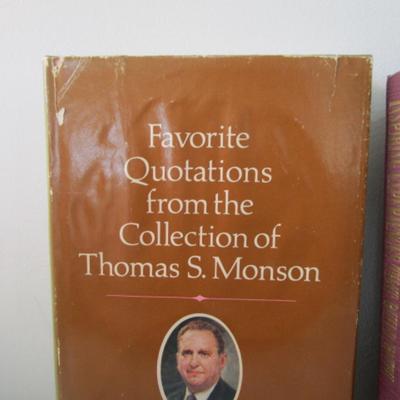 Favorite
Quotations
from the
Collection of
Thomas S. Monson